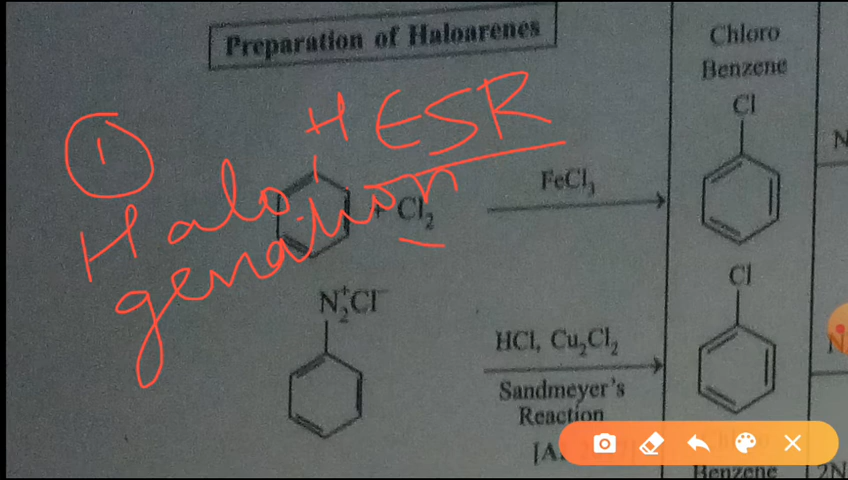 Preparation of Haloarenes
Chloro
Benzene
H ESR
1
Halo
genation
Cl
+ Cl2
FeCl3
N
N2+Cl-
Cl
HCl, Cu2Cl2
Sandmeyer's
Reaction
[A.
Benzene
2N